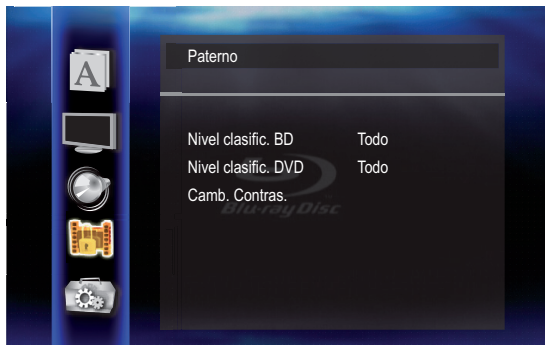 A
Paterno
Nivel clasific. BD Todo
Nivel clasific. DVD Todo
Camb. Contras.
Blu-ray Disc